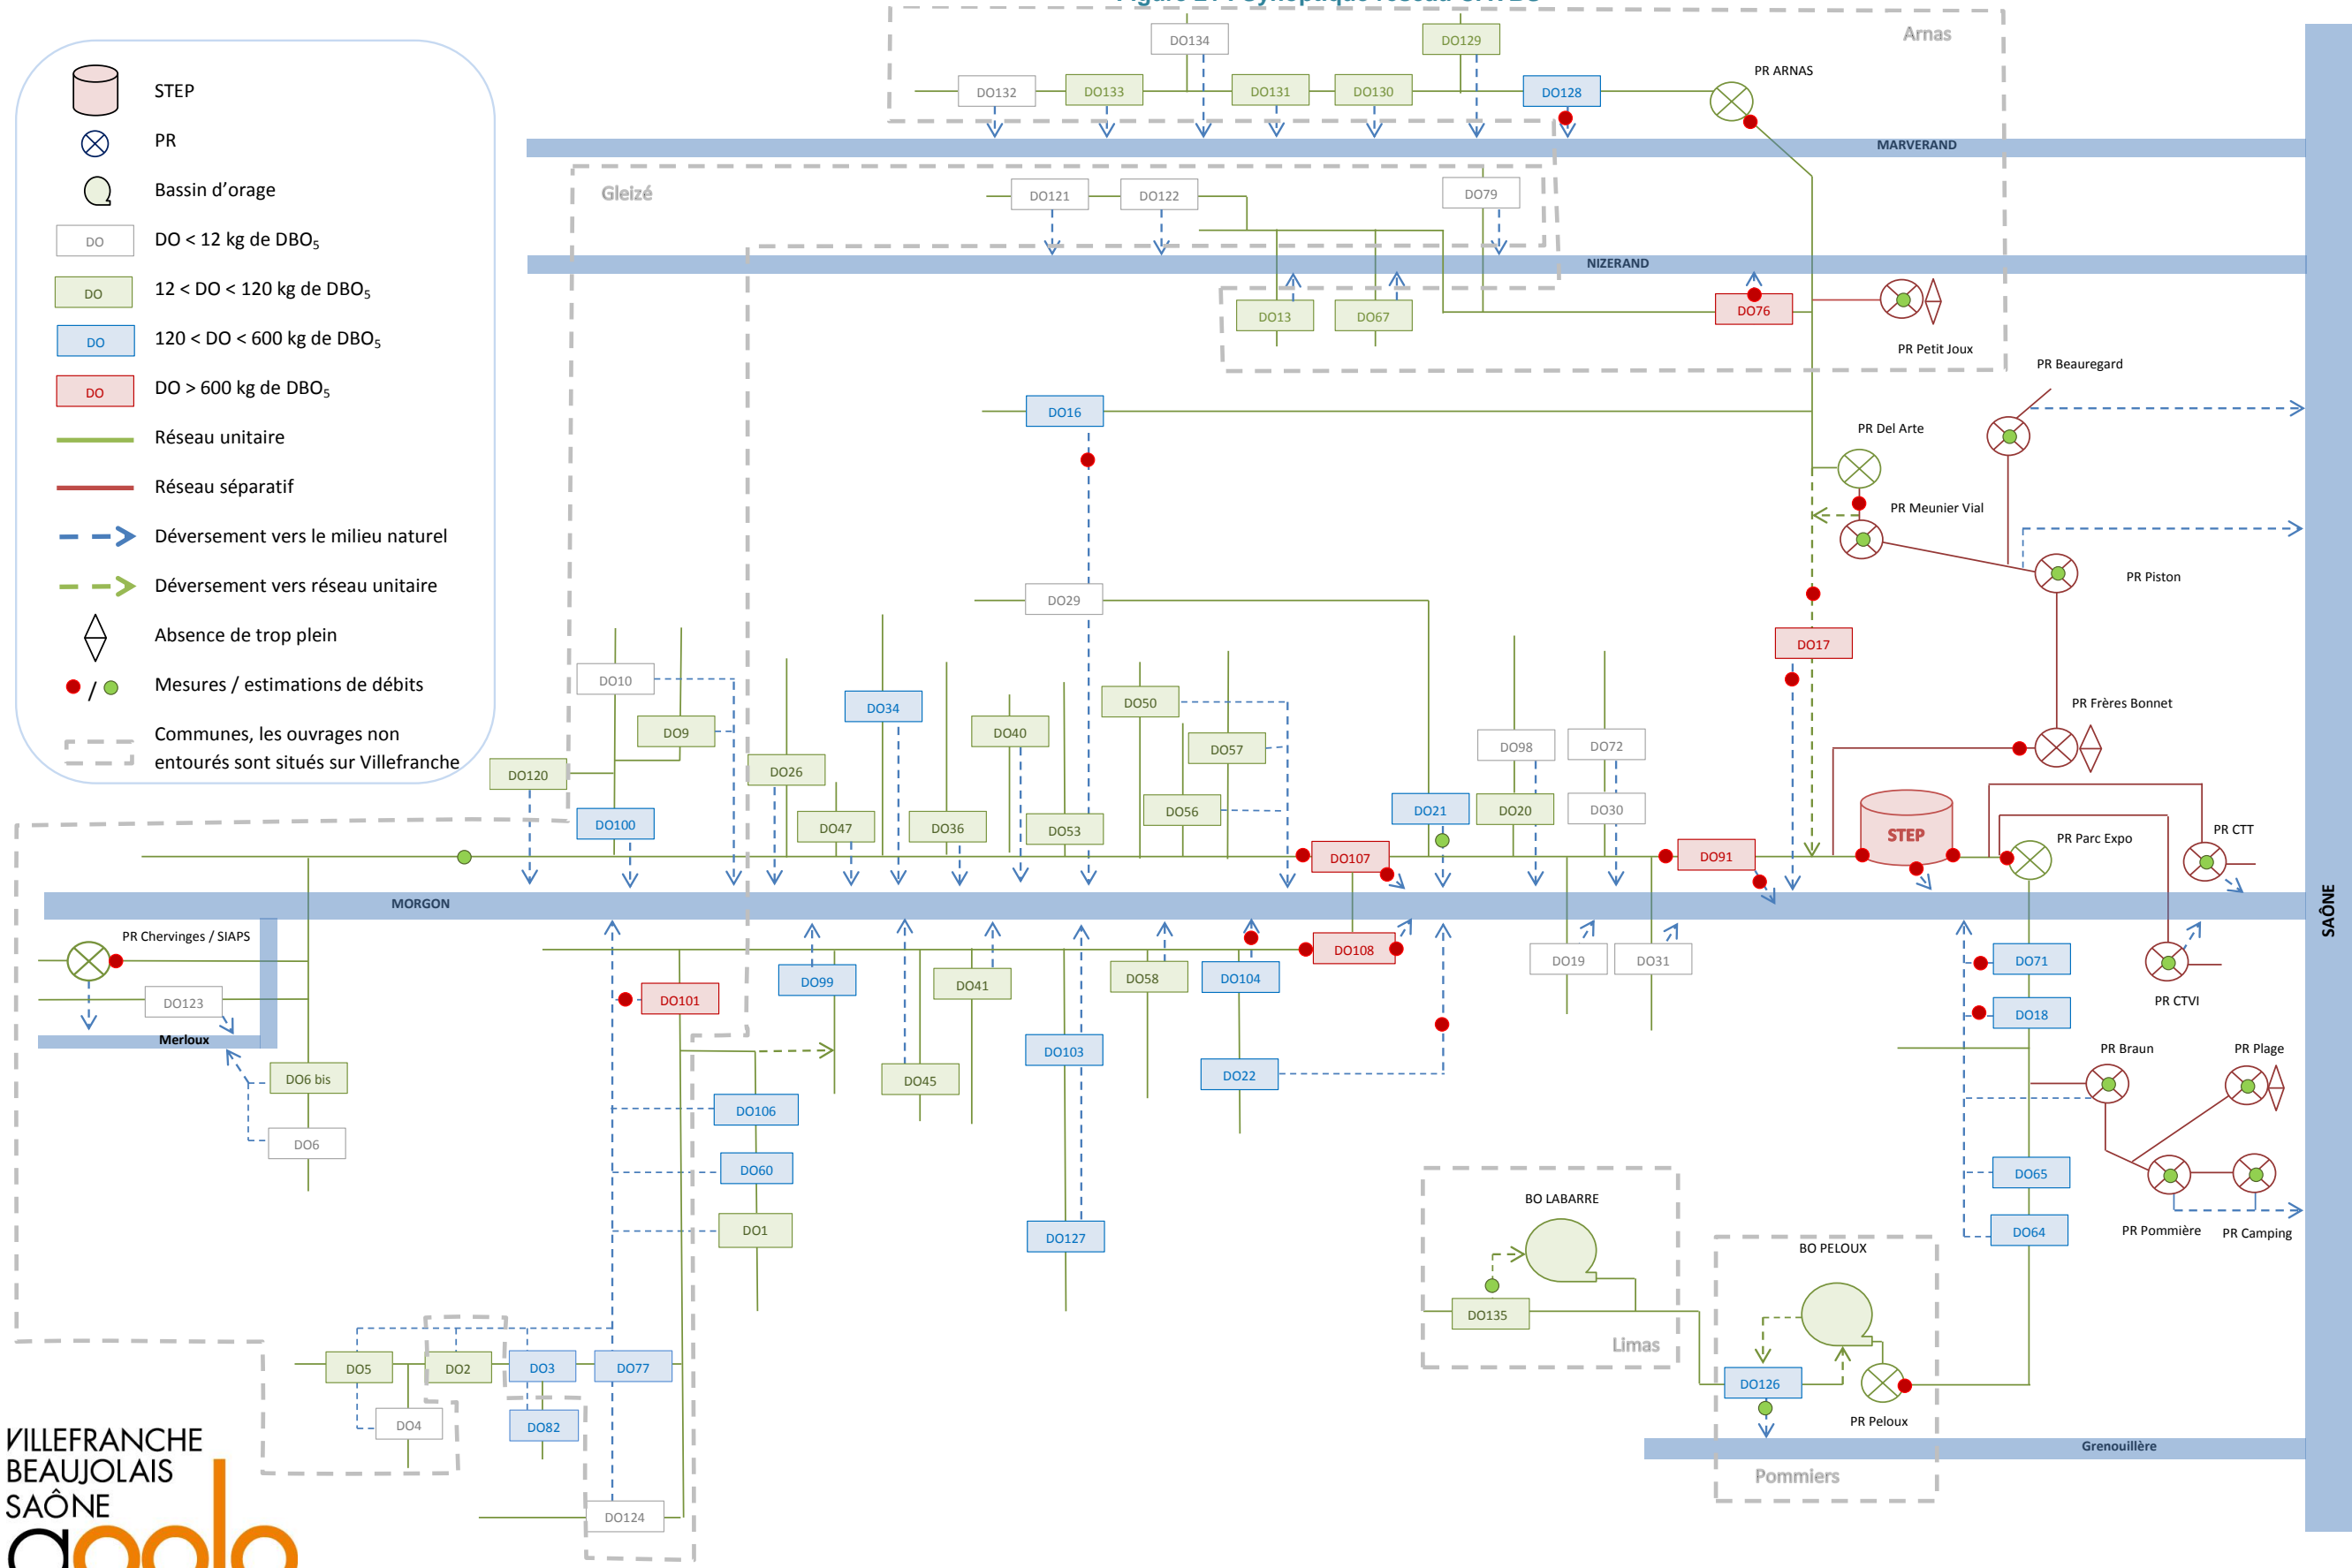 Figure 27 : Synoptique réseau CAVBS
STEP
PR
Bassin d'orage
DO
DO < 12 kg de DBO5
DO
12 < DO < 120 kg de DBO5
DO
120 < DO < 600 kg de DBO5
DO
DO > 600 kg de DBO5
Réseau unitaire
Réseau séparatif
Déversement vers le milieu naturel
Déversement vers réseau unitaire
Absence de trop plein
/
Mesures / estimations de débits
Communes, les ouvrages non
entourés sont situés sur Villefranche
Arnas
DO134
DO129
DO132
DO133
DO131
DO130
DO128
PR ARNAS
MARVERAND
Gleizé
DO121
DO122
DO79
NIZERAND
DO13
DO67
DO76
PR Petit Joux
PR Beauregard
DO16
PR Del Arte
PR Meunier Vial
PR Piston
DO29
DO17
DO10
DO9
DO34
DO40
DO50
DO57
DO98
DO72
PR Frères Bonnet
DO120
DO26
DO100
DO47
DO36
DO53
DO56
DO21
DO20
DO30
STEP
PR Parc Expo
PR CTT
DO107
DO91
MORGON
SAÔNE
PR Chervinges / SIAPS
DO123
Merloux
DO6 bis
DO6
DO101
DO99
DO45
DO41
DO103
DO58
DO104
DO22
DO108
DO19
DO31
DO71
DO18
PR CTVI
PR Braun
PR Plage
DO106
DO60
DO1
DO127
DO65
DO64
PR Pommière
PR Camping
BO LABARRE
DO135
Limas
BO PELOUX
DO126
PR Peloux
Grenouillère
Pommiers
DO5
DO2
DO3
DO77
DO4
DO82
DO124
VILLEFRANCHE
BEAUJOLAIS
SAÔNE
agglo